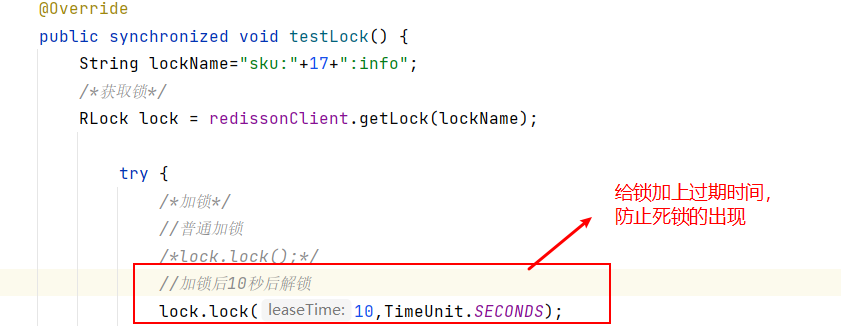 @Override
public synchronized void testLock() {
String lockName="sku:"+17+":info";
/*获取锁*/
RLock lock = redissonClient.getLock(lockName);
try {
/*加锁*/
//普通加锁
/*lock.lock();*/
//加锁后10秒后解锁
lock.lock( leaseTime: 10,TimeUnit.SECONDS);
给锁加上过期时间，
防止死锁的出现